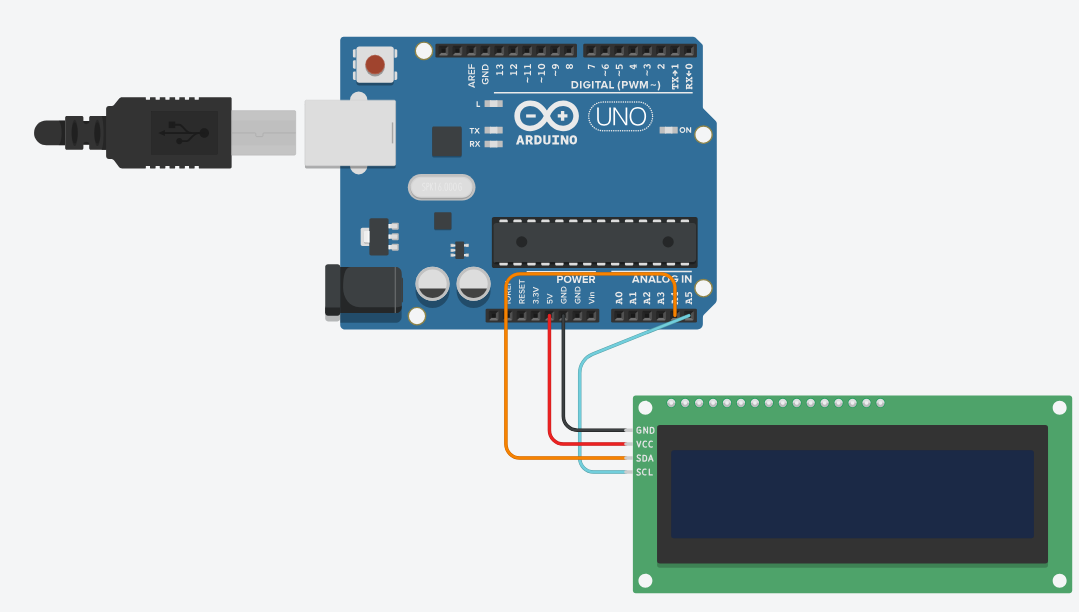 AREF
GND
13
12
~11
~10
~9
8
7
~6
~5
4
~3
2
TX→1
RX←0
DIGITAL (PWM~)
L
TX
RX
UNO
ON
ARDUINO
POWER
ANALOG IN
RESET
3.3V
5V
GND
GND
Vin
A0
A1
A2
A3
A5
GND
VCC
SDA
SCL